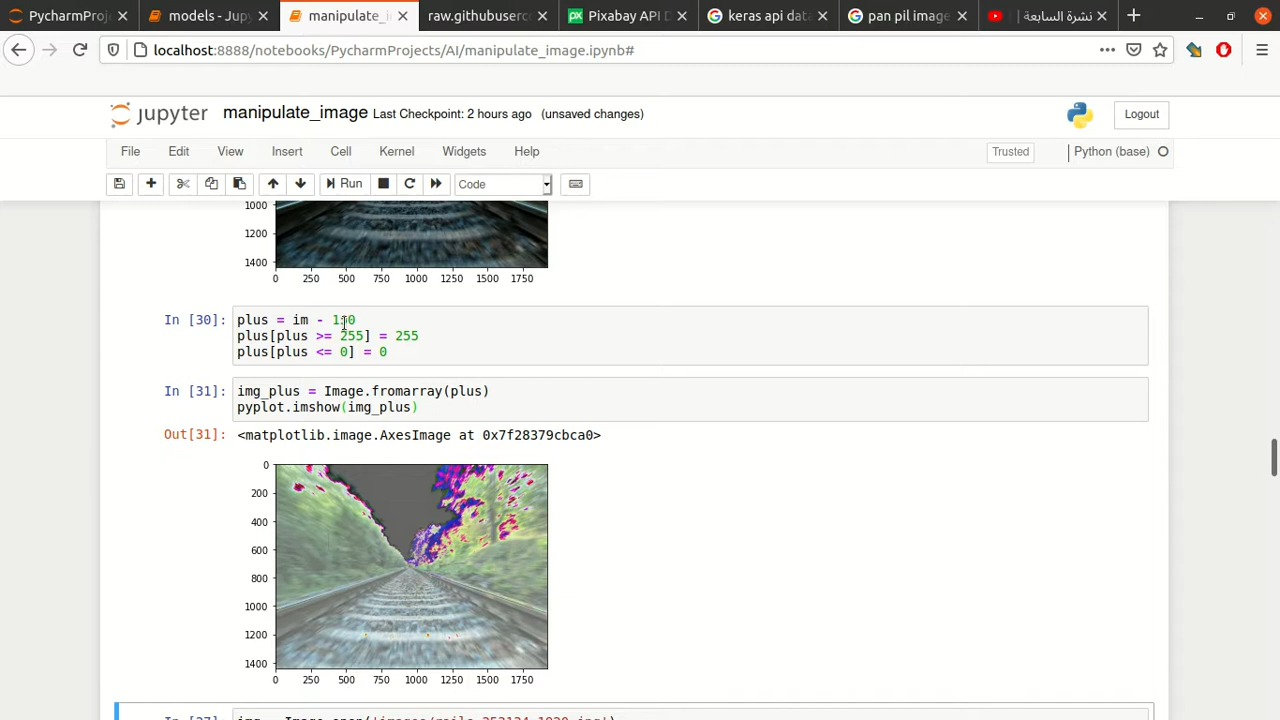 PycharmProj
models - Jupy
manipulate_i
raw.githubuserco
Pixabay API D
keras api data
pan pil image
نشرة السابعة |
localhost:8888/notebooks/PycharmProjects/AI/manipulate_image.ipynb#
jupyter manipulate_image Last Checkpoint: 2 hours ago (unsaved changes)
Logout
File Edit View Insert Cell Kernel Widgets Help
Trusted
Python (base)
Run
Code
1000
1200
1400
0 250 500 750 1000 1250 1500 1750
In [30]:
plus = im -
plus[plus >= 255] = 255
plus[plus <= 0] = 0
In [31]:
img_plus = Image.fromarray(plus)
pyplot.imshow(img_plus)
Out[31]: <matplotlib.image.AxesImage at 0x7f28379cbca0>
0
200
400
600
800
1000
1200
1400
0 250 500 750 1000 1250 1500 1750